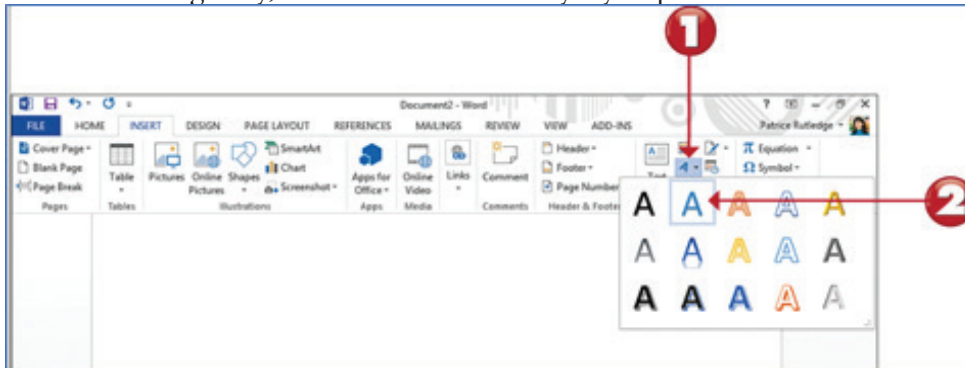 1
Document2 - Word
?
FILE HOME INSERT DESIGN PAGE LAYOUT REFERENCES MAILINGS REVIEW VIEW ADD-INS Patrice Rutledge
Cover Page
Blank Page
Page Break
Pages
Table
Tables
Pictures
Online Pictures
Shapes
SmartArt
Chart
Screenshot
Illustrations
Apps for Office
Apps
Online Video
Media
Links
Comment
Comments
Header
Footer
Page Number
Header & Footer
A
π Equation
Ω Symbol
2
A A A A A
A A A A A
A A A A A